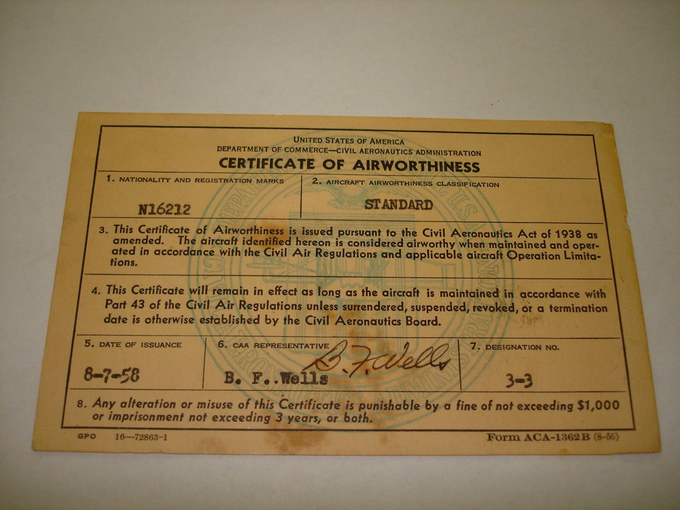 UNITED STATES OF AMERICA
DEPARTMENT OF COMMERCE—CIVIL AERONAUTICS ADMINISTRATION
CERTIFICATE OF AIRWORTHINESS
1. NATIONALITY AND REGISTRATION MARKS
N16212
2. AIRCRAFT AIRWORTHINESS CLASSIFICATION
STANDARD
3. This Certificate of Airworthiness is issued pursuant to the Civil Aeronautics Act of 1938 as
amended. The aircraft identified hereon is considered airworthy when maintained and oper-
ated in accordance with the Civil Air Regulations and applicable aircraft Operation Limita-
tions.
4. This Certificate will remain in effect as long as the aircraft is maintained in accordance with
Part 43 of the Civil Air Regulations unless surrendered, suspended, revoked, or a termination
date is otherwise established by the Civil Aeronautics Board.
5. DATE OF ISSUANCE
8-7-58
6. CAA REPRESENTATIVE
B. F. Wells
B. F..Wells
7. DESIGNATION NO.
3-3
8. Any alteration or misuse of this Certificate is punishable by a fine of not exceeding $1,000
or imprisonment not exceeding 3 years, or both.
GPO 16—72863-1
Form ACA-1362B (8-56)